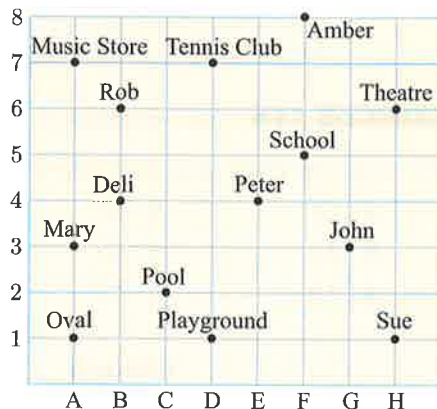 8
Amber
Music Store Tennis Club
7
Rob Theatre
6
School
5
Deli Peter
4
Mary John
3
Pool
2
Oval Playground Sue
1
A B C D E F G H